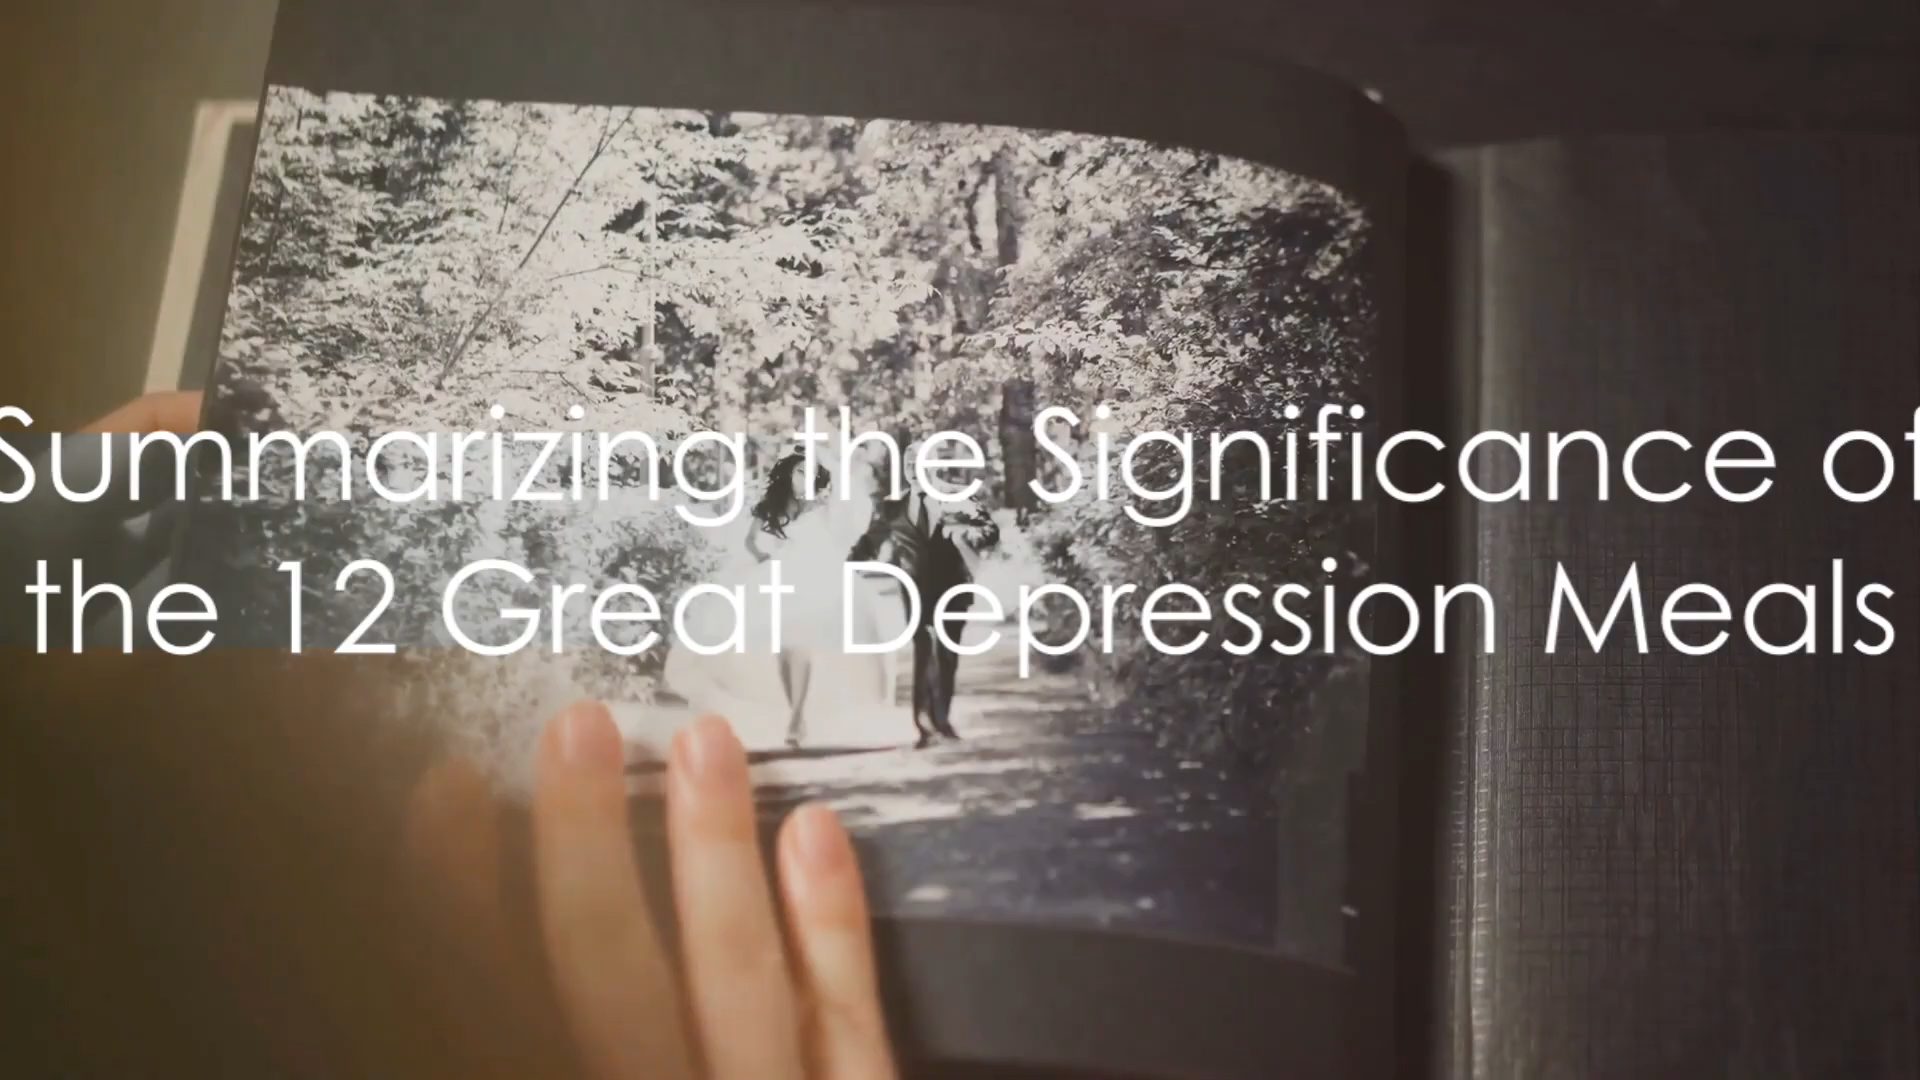 Summarizing the Significance of
the 12 Great Depression Meals